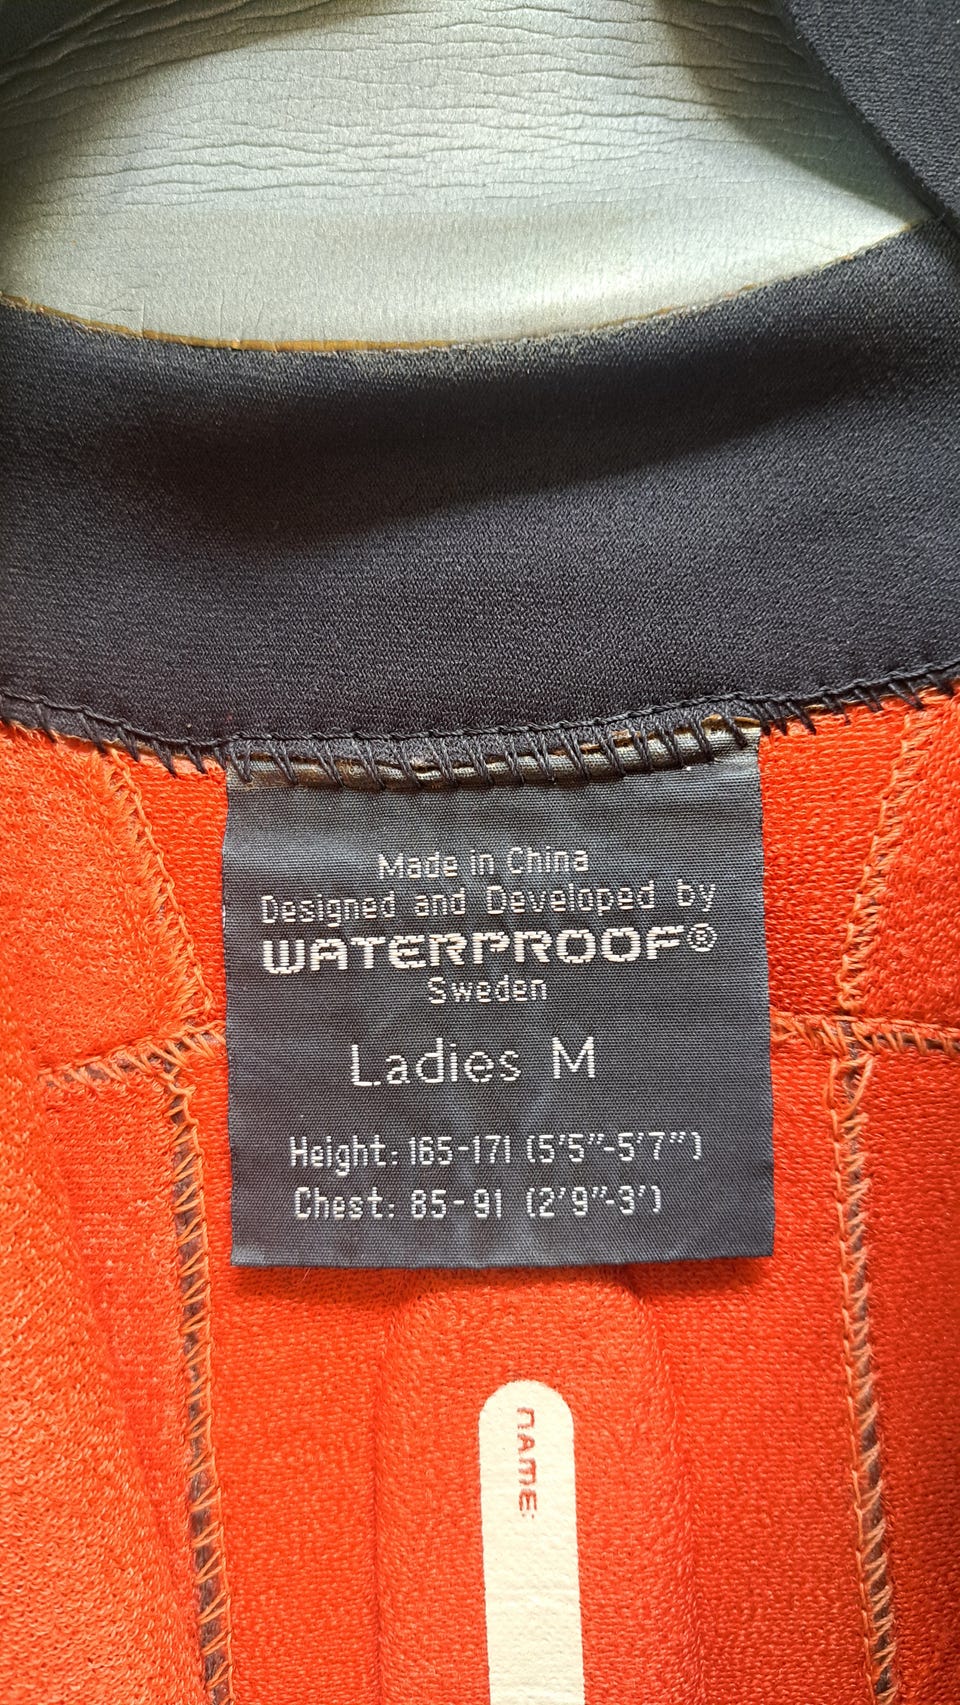 Made in China
Designed and Developed by
WATERPROOF®
Sweden
Ladies M
Height: 165-171 (5'5"-5'7")
Chest: 85-91 (2'9"-3')
NAME: